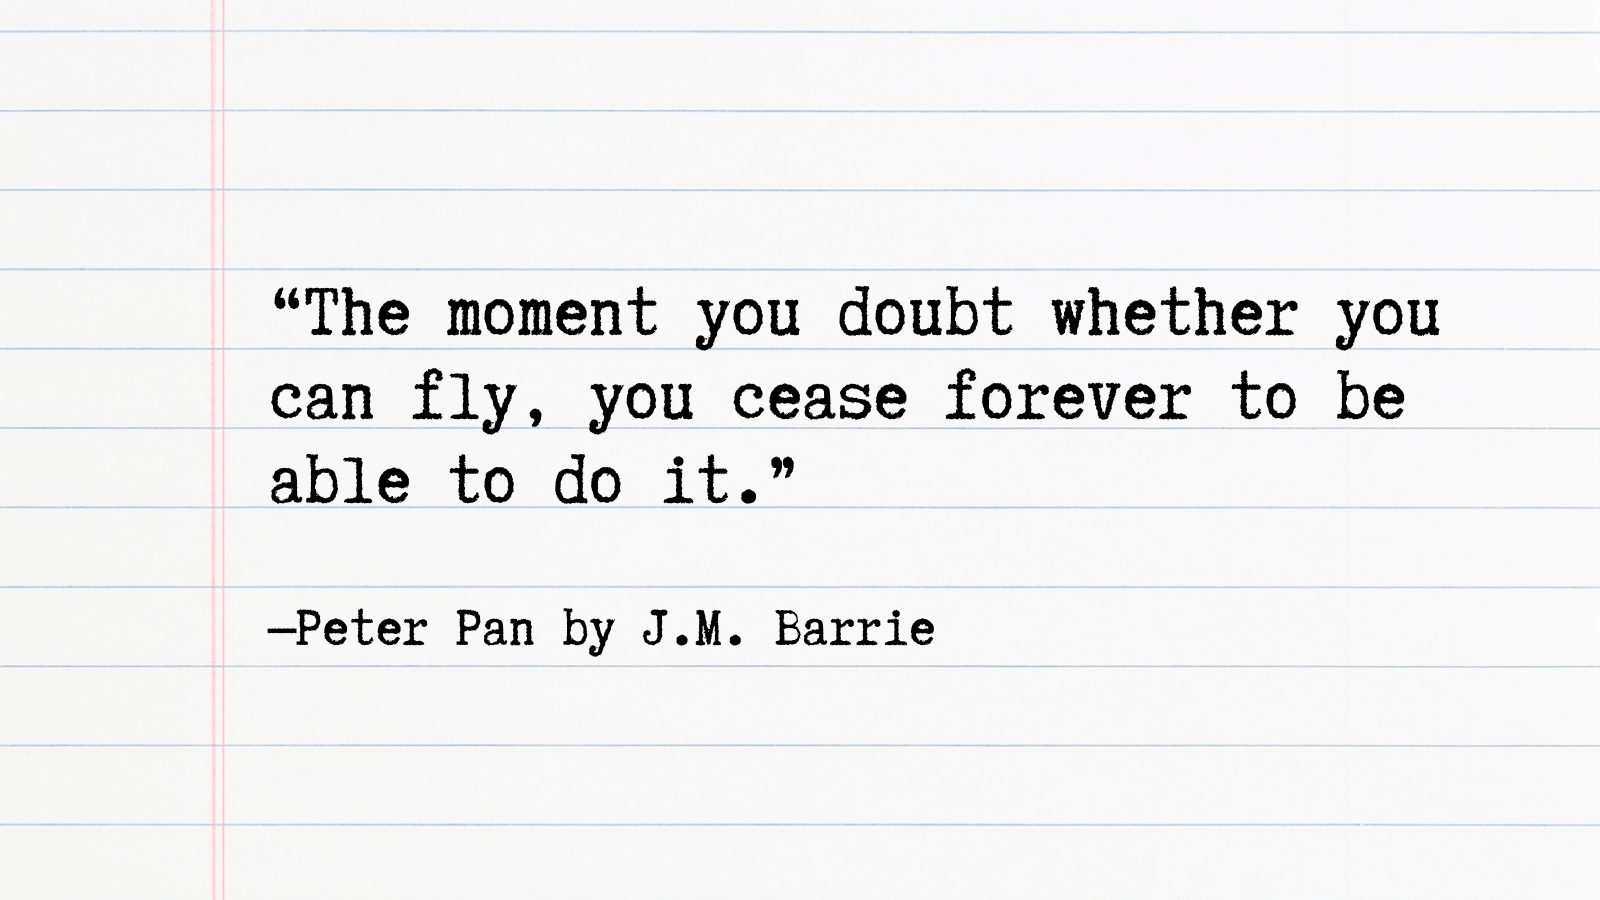 “The moment you doubt whether you
can fly, you cease forever to be
able to do it.”
—Peter Pan by J.M. Barrie